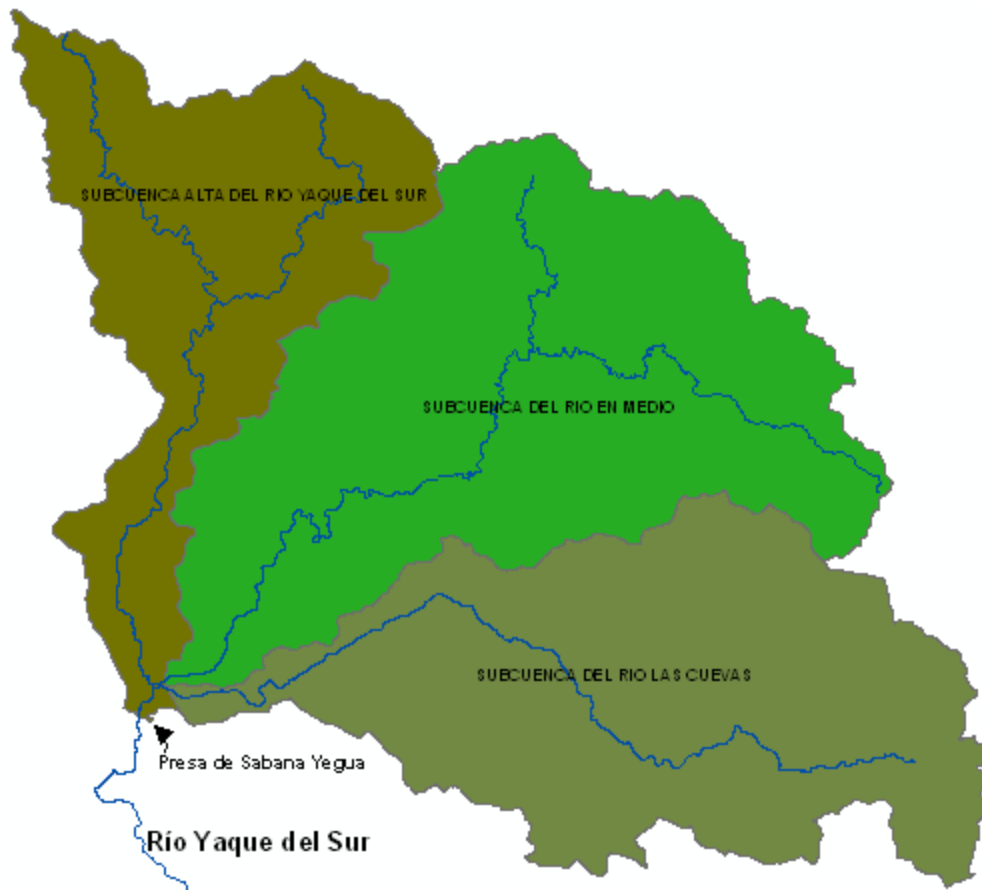 SUBCUENCA ALTA DEL RIO YAQUE DEL SUR
SUBCUENCA DEL RIO EN MEDIO
SUBCUENCA DEL RIO LAS CUEVAS
Presa de Sabana Yegua
Río Yaque del Sur